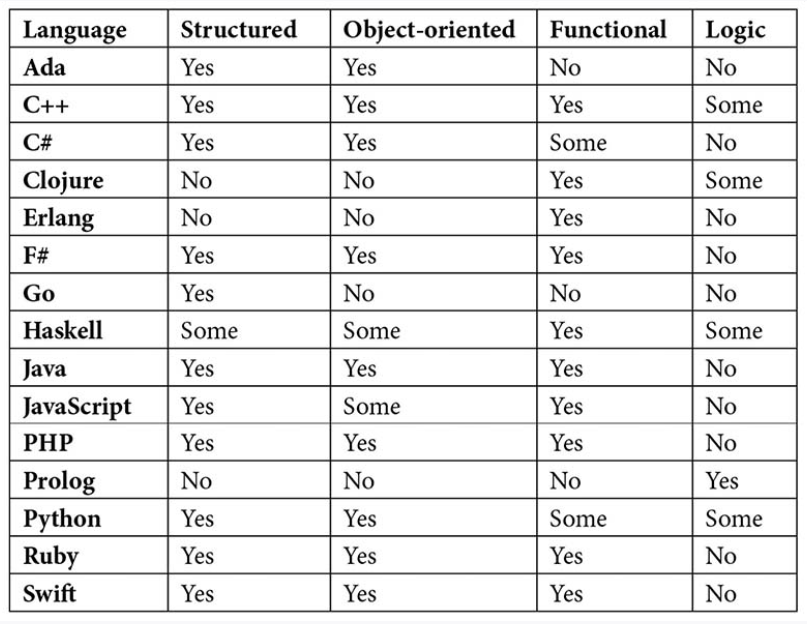 Language Structured Object-oriented Functional Logic
Ada Yes Yes No No
C++ Yes Yes Yes Some
C# Yes Yes Some No
Clojure No No Yes Some
Erlang No No Yes No
F# Yes Yes Yes No
Go Yes No No No
Haskell Some Some Yes Some
Java Yes Yes Yes No
JavaScript Yes Some Yes No
PHP Yes Yes Yes No
Prolog No No No Yes
Python Yes Yes Some Some
Ruby Yes Yes Yes No
Swift Yes Yes Yes No